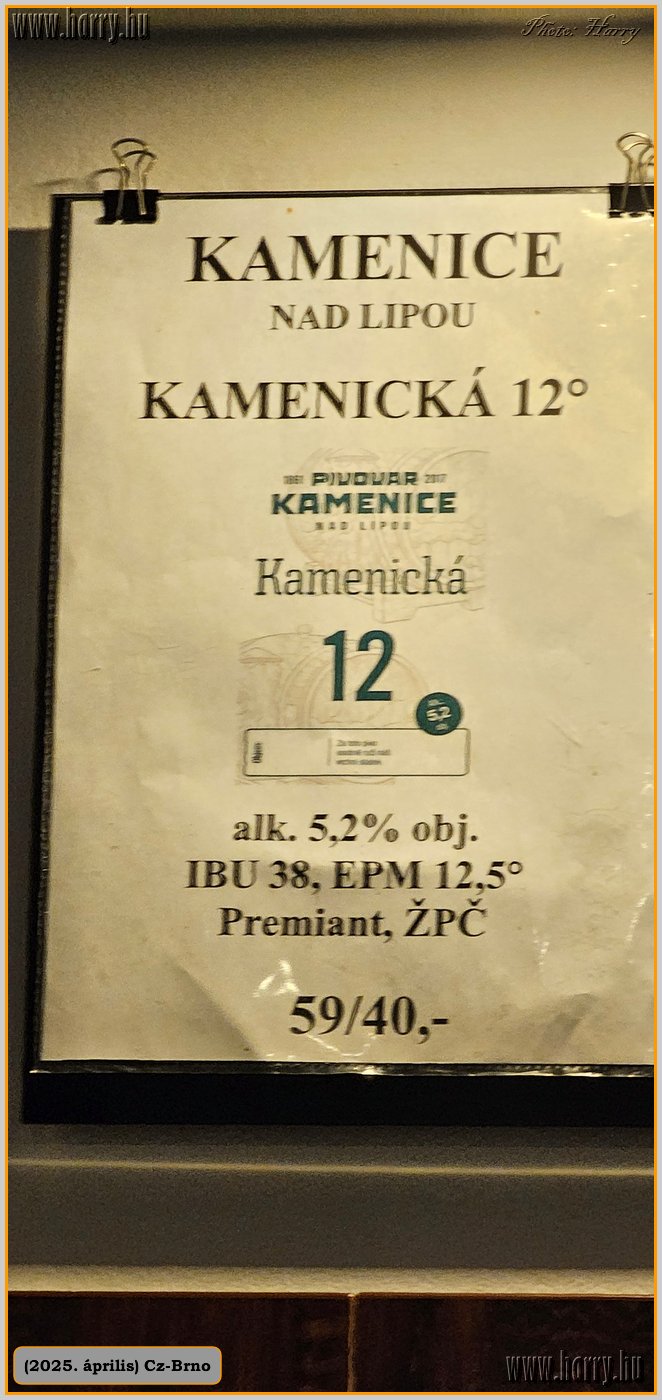 www.harry.hu
Photo: Harry
KAMENICE
NAD LIPOU
KAMENICKÁ 12°
1861 PIVOVAR 2017
KAMENICE
NAD LIPOU
Kamenická
12
5,2
alk. 5,2% obj.
IBU 38, EPM 12,5°
Premiant, ŽPČ
59/40,-
(2025. április) Cz-Brno
www.harry.hu